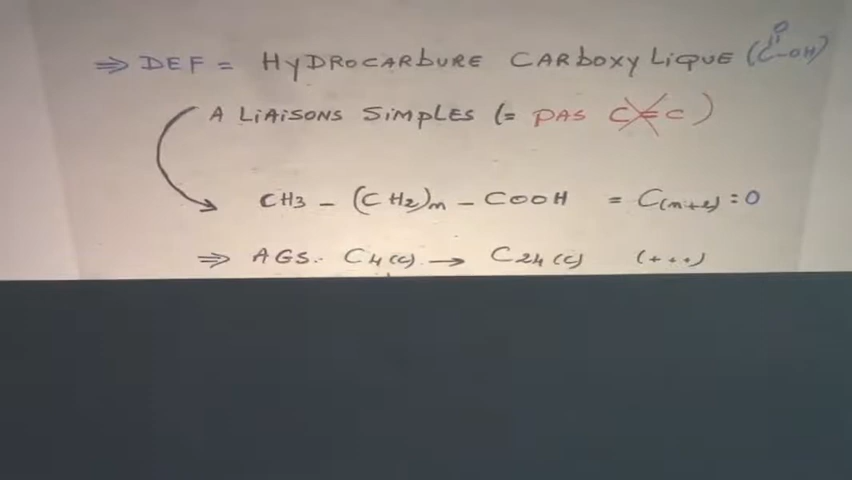 ⇒ DEF = HYDROCARBURE CARBOXYLIQUE (C-OH)
O
A LIAISONS SIMPLES (= PAS C=C)
CH3 – (CH2)n – COOH = C(n+2) : 0
⇒ AGS : C4(c) → C24(c) (+++)